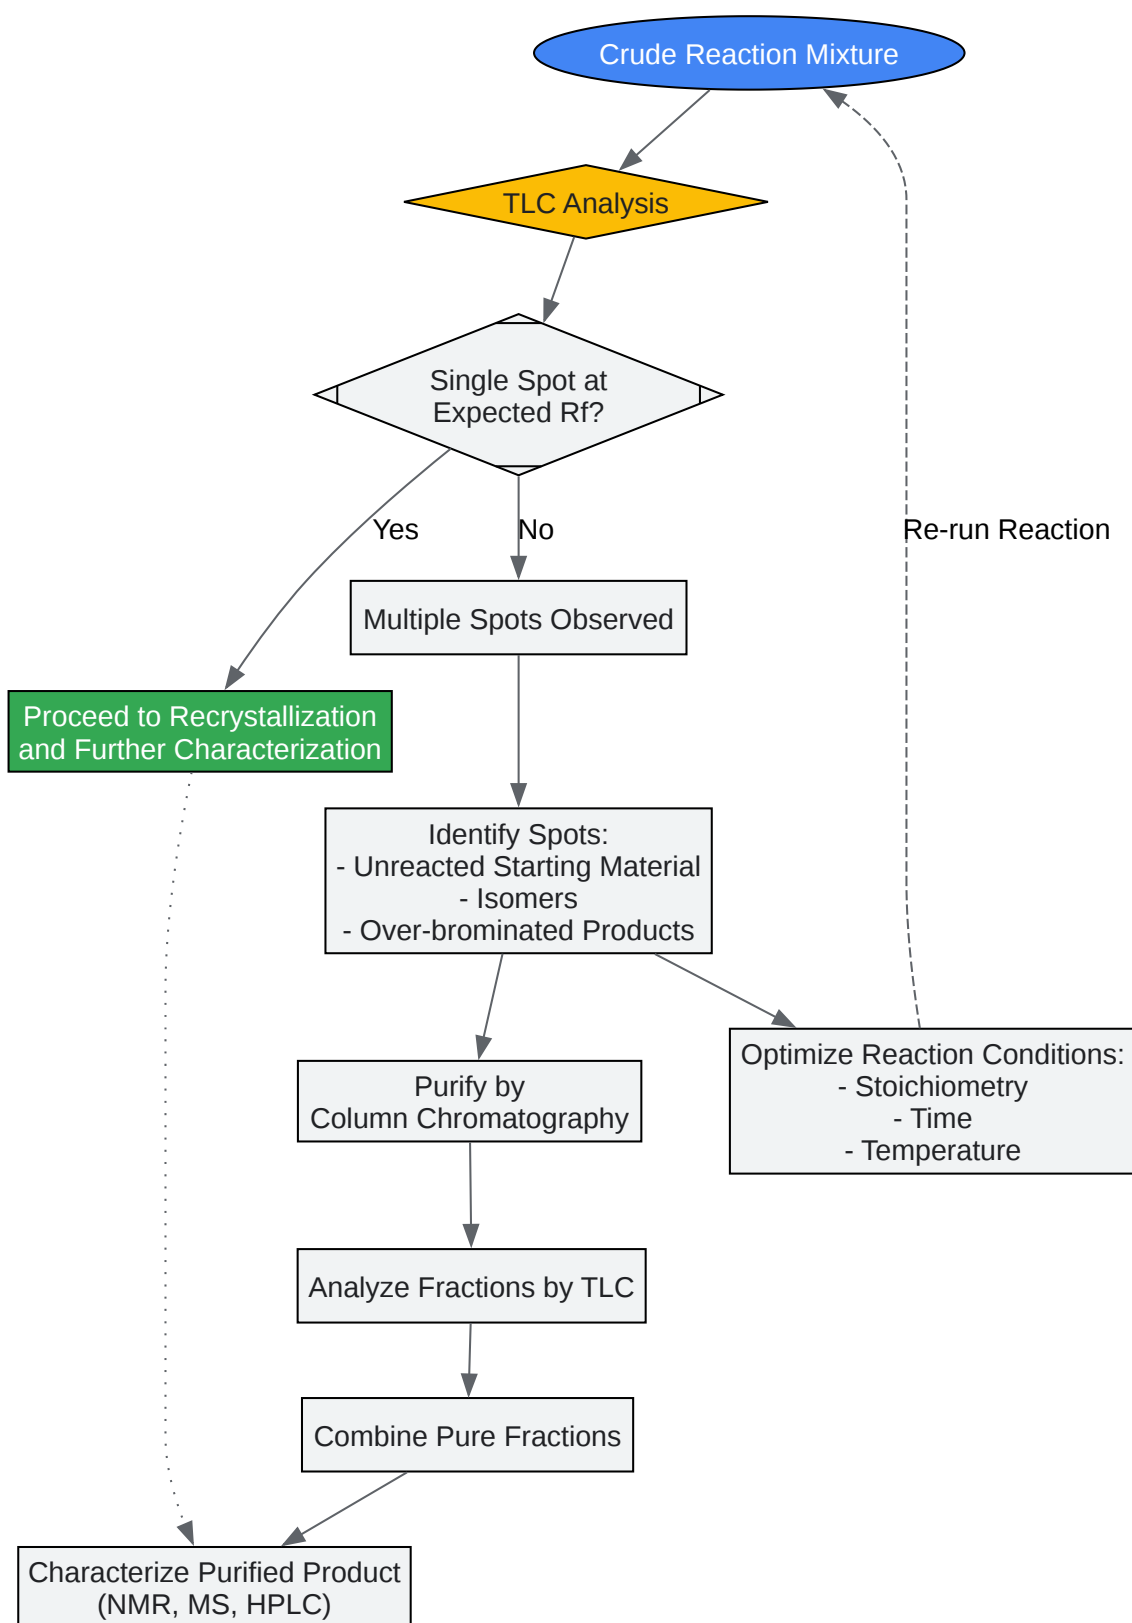 Crude Reaction Mixture
TLC Analysis
Single Spot at
Expected Rf?
Yes
No
Re-run Reaction
Multiple Spots Observed
Proceed to Recrystallization
and Further Characterization
Identify Spots:
- Unreacted Starting Material
- Isomers
- Over-brominated Products
Purify by
Column Chromatography
Optimize Reaction Conditions:
- Stoichiometry
- Time
- Temperature
Analyze Fractions by TLC
Combine Pure Fractions
Characterize Purified Product
(NMR, MS, HPLC)